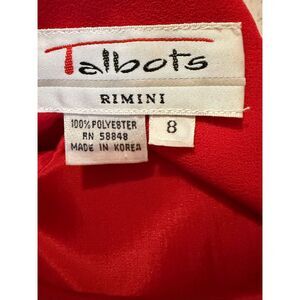 Talbots
RIMINI
100% POLYESTER
RN 58848
MADE IN KOREA
8